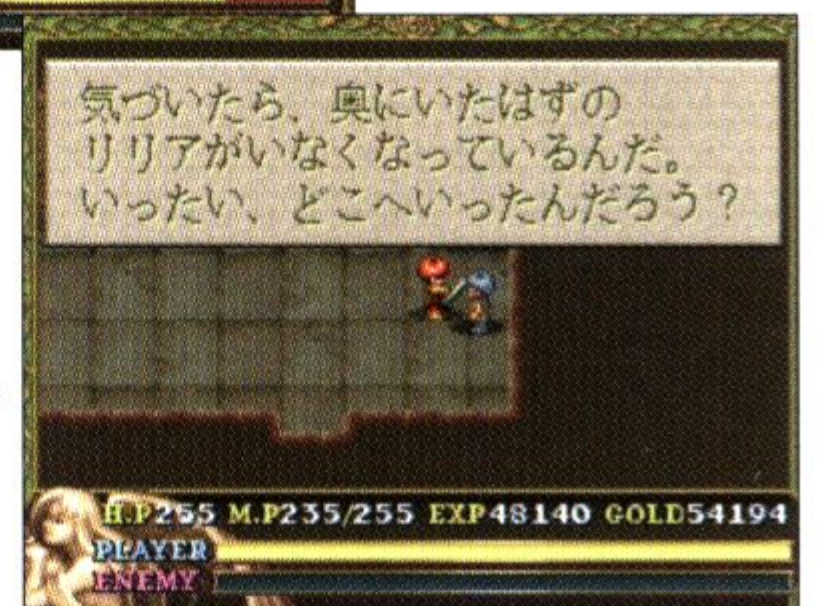 気づいたら、奥にいたはずの
リリアがいなくなっているんだ。
いったい、どこへいったんだろう？
H.P255 M.P235/255 EXP48140 GOLD54194
PLAYER
ENEMY